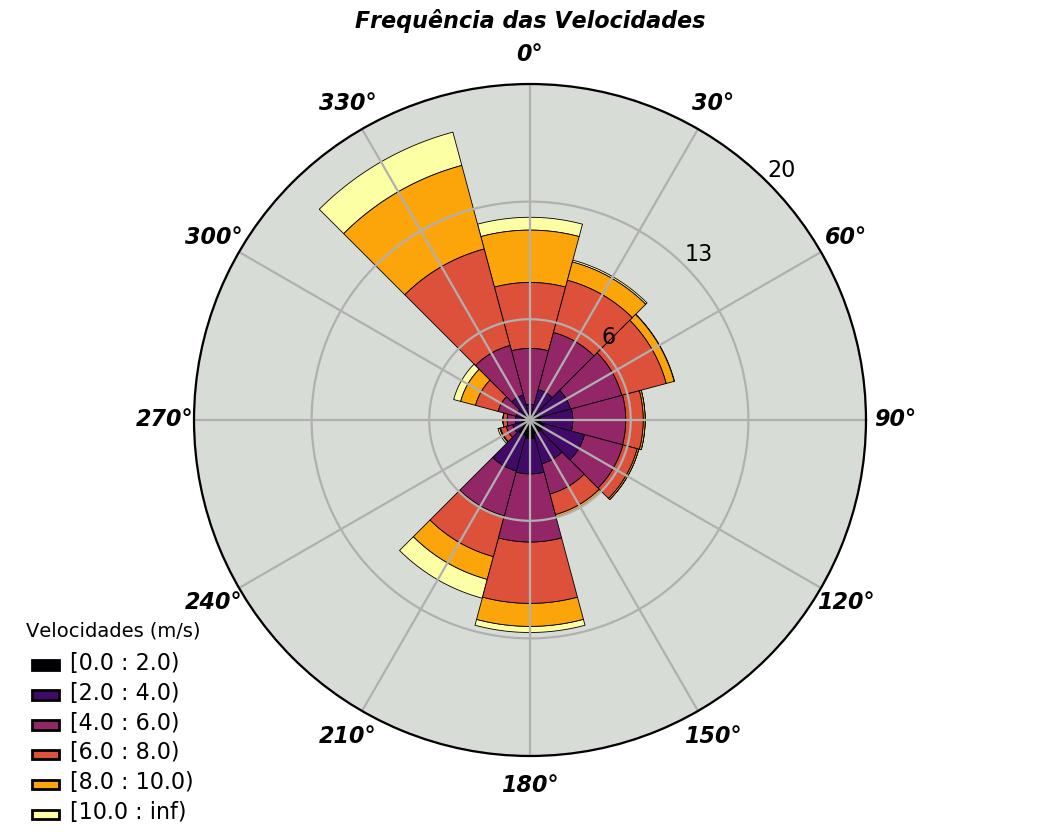 Frequência das Velocidades
0°
330°
30°
20
300°
60°
13
6
270°
90°
240°
120°
210°
150°
180°
Velocidades (m/s)
[0.0 : 2.0)
[2.0 : 4.0)
[4.0 : 6.0)
[6.0 : 8.0)
[8.0 : 10.0)
[10.0 : inf)